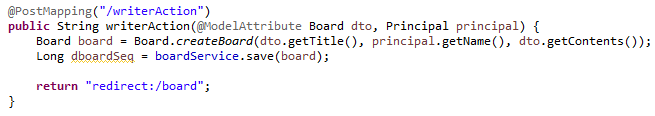 @PostMapping("/writerAction")
public String writerAction(@ModelAttribute Board dto, Principal principal) {
    Board board = Board.createBoard(dto.getTitle(), principal.getName(), dto.getContents());
    Long dboardSeq = boardService.save(board);

    return "redirect:/board";
}